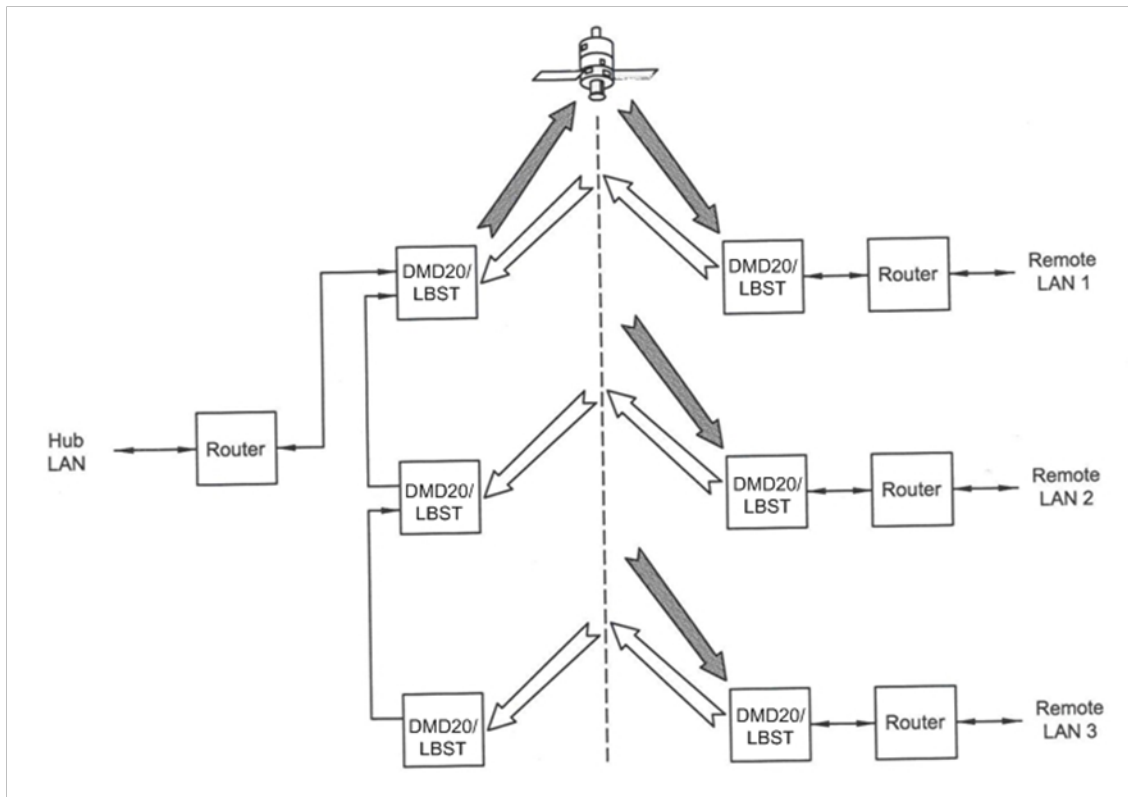 DMD20/
LBST
DMD20/
LBST
Router
Remote
LAN 1
Hub
LAN
Router
DMD20/
LBST
DMD20/
LBST
Router
Remote
LAN 2
DMD20/
LBST
DMD20/
LBST
Router
Remote
LAN 3